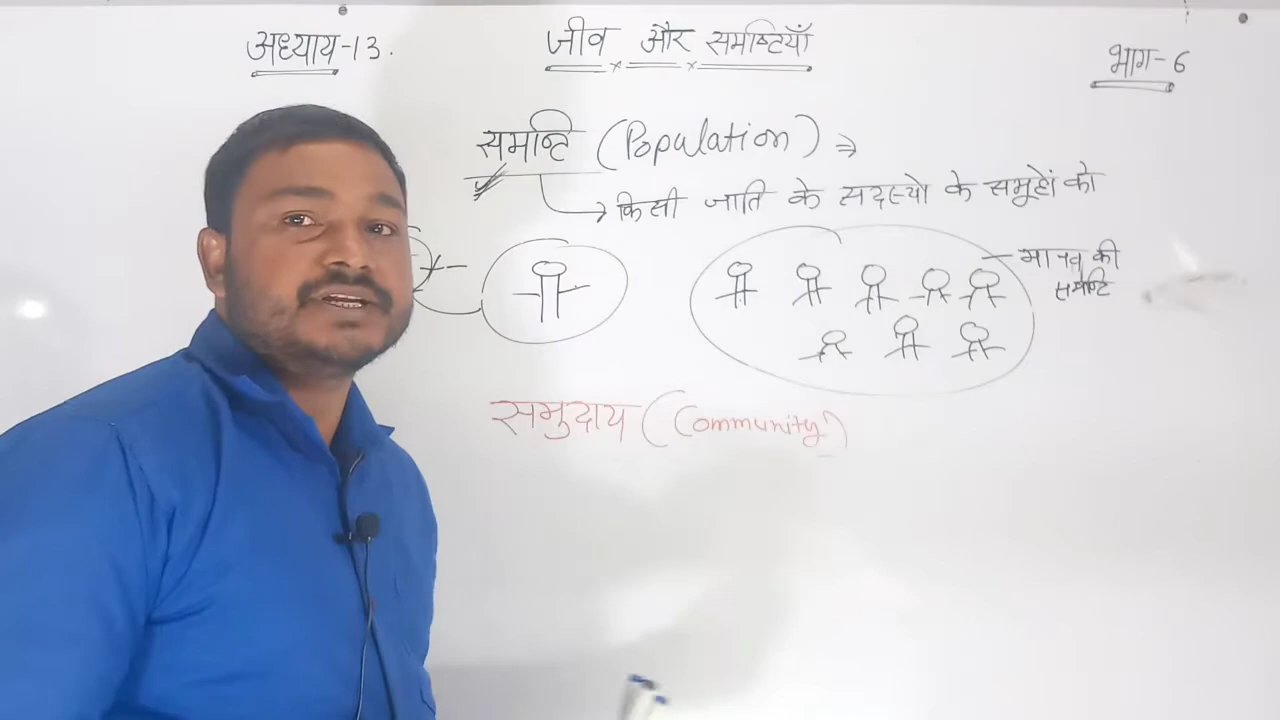 अध्याय-13.
जीव और समष्टियाँ
भाग-6
समष्टि (Population) ⇒
→ किसी जाति के सदस्यो के समूहों को
मानव की
समष्टि
समुदाय (Community)